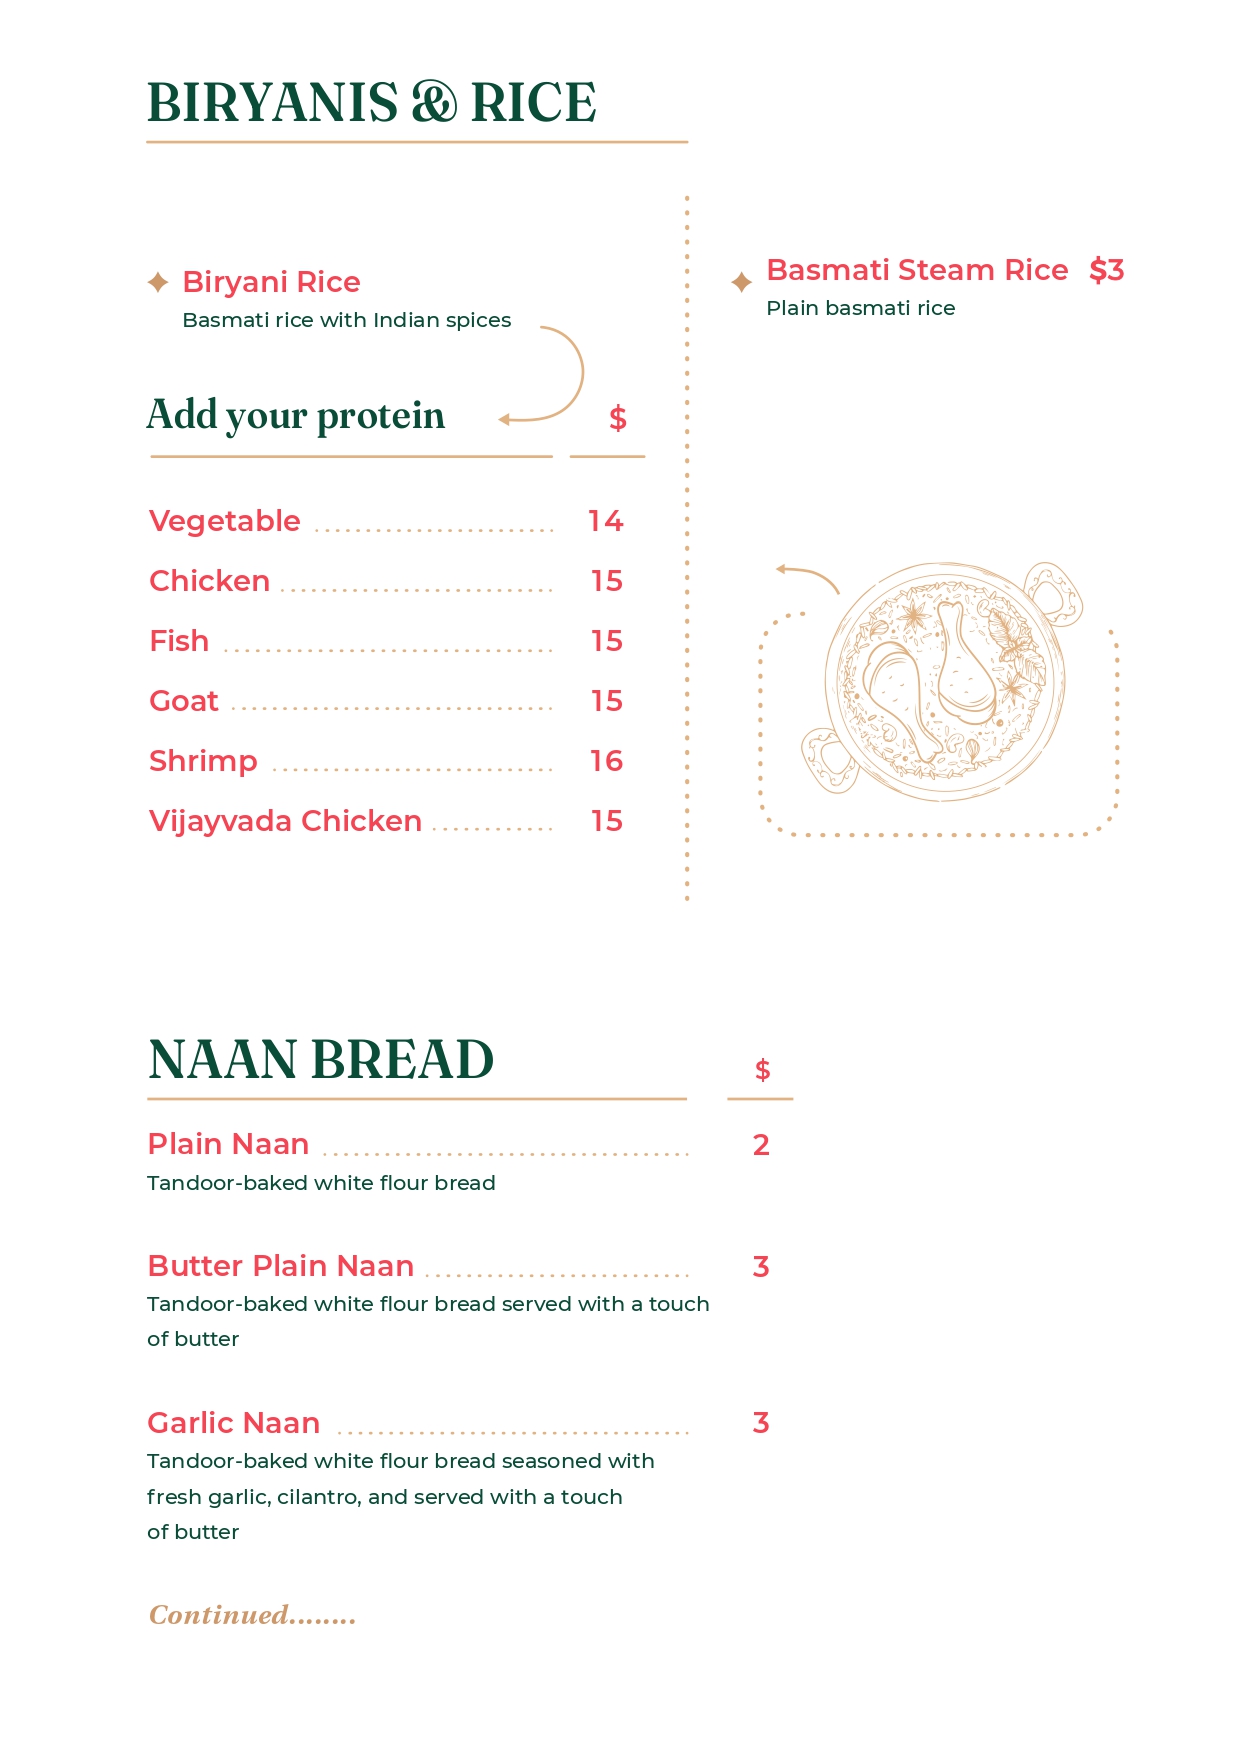 BIRYANIS & RICE
Biryani Rice
Basmati rice with Indian spices
Add your protein $
Vegetable 14
Chicken 15
Fish 15
Goat 15
Shrimp 16
Vijayvada Chicken 15
Basmati Steam Rice $3
Plain basmati rice
NAAN BREAD $
Plain Naan 2
Tandoor-baked white flour bread
Butter Plain Naan 3
Tandoor-baked white flour bread served with a touch
of butter
Garlic Naan 3
Tandoor-baked white flour bread seasoned with
fresh garlic, cilantro, and served with a touch
of butter
Continued........